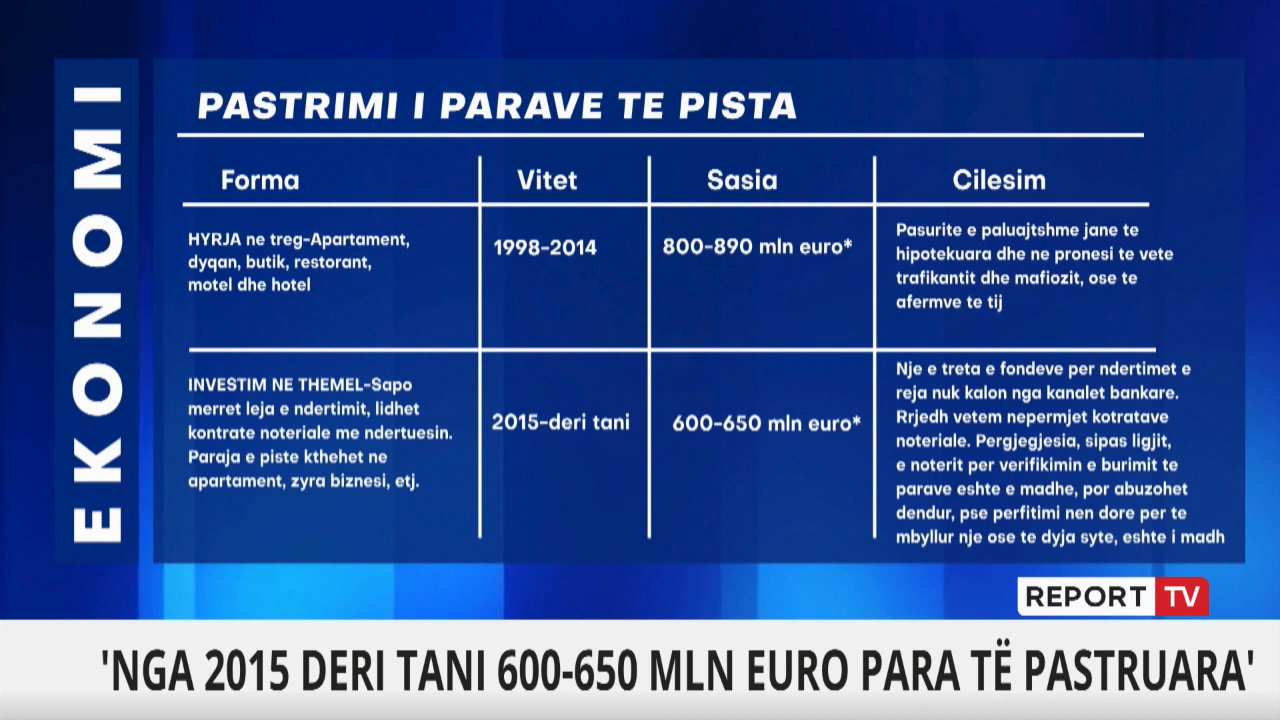 EKONOMI
PASTRIMI I PARAVE TE PISTA
Forma
Vitet
Sasia
Cilesim
HYRJA ne treg-Apartament,
dyqan, butik, restorant,
motel dhe hotel
1998-2014
800-890 mln euro*
Pasurite e paluajtshme jane te
hipotekuara dhe ne pronesi te vete
trafikantit dhe mafiozit, ose te
afermve te tij
INVESTIM NE THEMEL-Sapo
merret leja e ndertimit, lidhet
kontrate noteriale me ndertuesin.
Paraja e piste kthehet ne
apartament, zyra biznesi, etj.
2015-deri tani
600-650 mln euro*
Nje e treta e fondeve per ndertimet e
reja nuk kalon nga kanalet bankare.
Rrjedh vetem nepermjet kotratave
noteriale. Pergjegjesia, sipas ligjit,
e noterit per verifikimin e burimit te
parave eshte e madhe, por abuzohet
dendur, pse perfitimi nen dore per te
mbyllur nje ose te dyja syte, eshte i madh
REPORT TV
'NGA 2015 DERI TANI 600-650 MLN EURO PARA TË PASTRUARA'